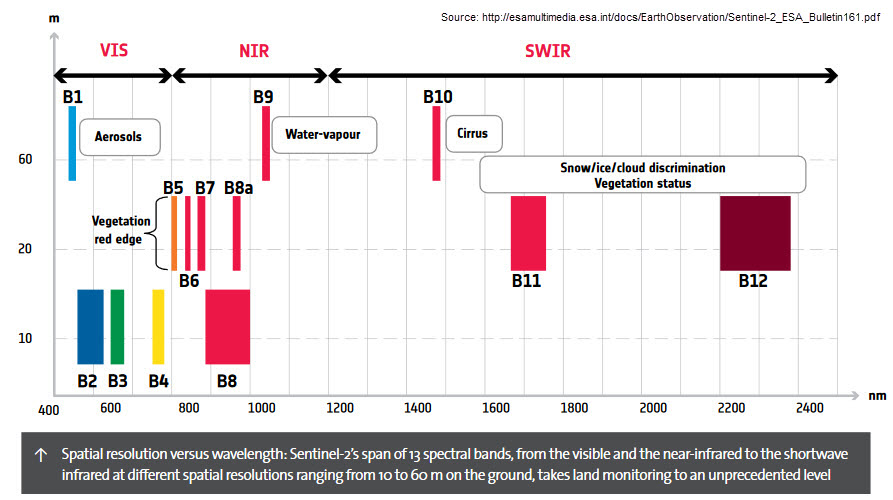 m
Source: http://esamultimedia.esa.int/docs/EarthObservation/Sentinel-2_ESA_Bulletin161.pdf
VIS NIR SWIR
B1 B9 B10
Aerosols Water-vapour Cirrus
60
Snow/ice/cloud discrimination
Vegetation status
B5 B7 B8a
Vegetation
red edge
20
B6 B11 B12
10
B2 B3 B4 B8
400 600 800 1000 1200 1400 1600 1800 2000 2200 2400 nm
↑ Spatial resolution versus wavelength: Sentinel-2's span of 13 spectral bands, from the visible and the near-infrared to the shortwave
infrared at different spatial resolutions ranging from 10 to 60 m on the ground, takes land monitoring to an unprecedented level